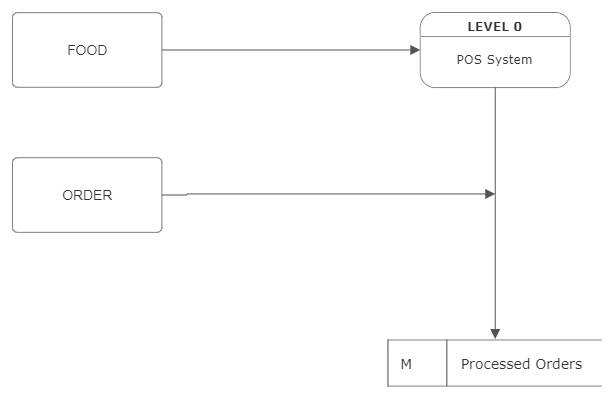 FOOD
LEVEL 0
POS System
ORDER
M
Processed Orders